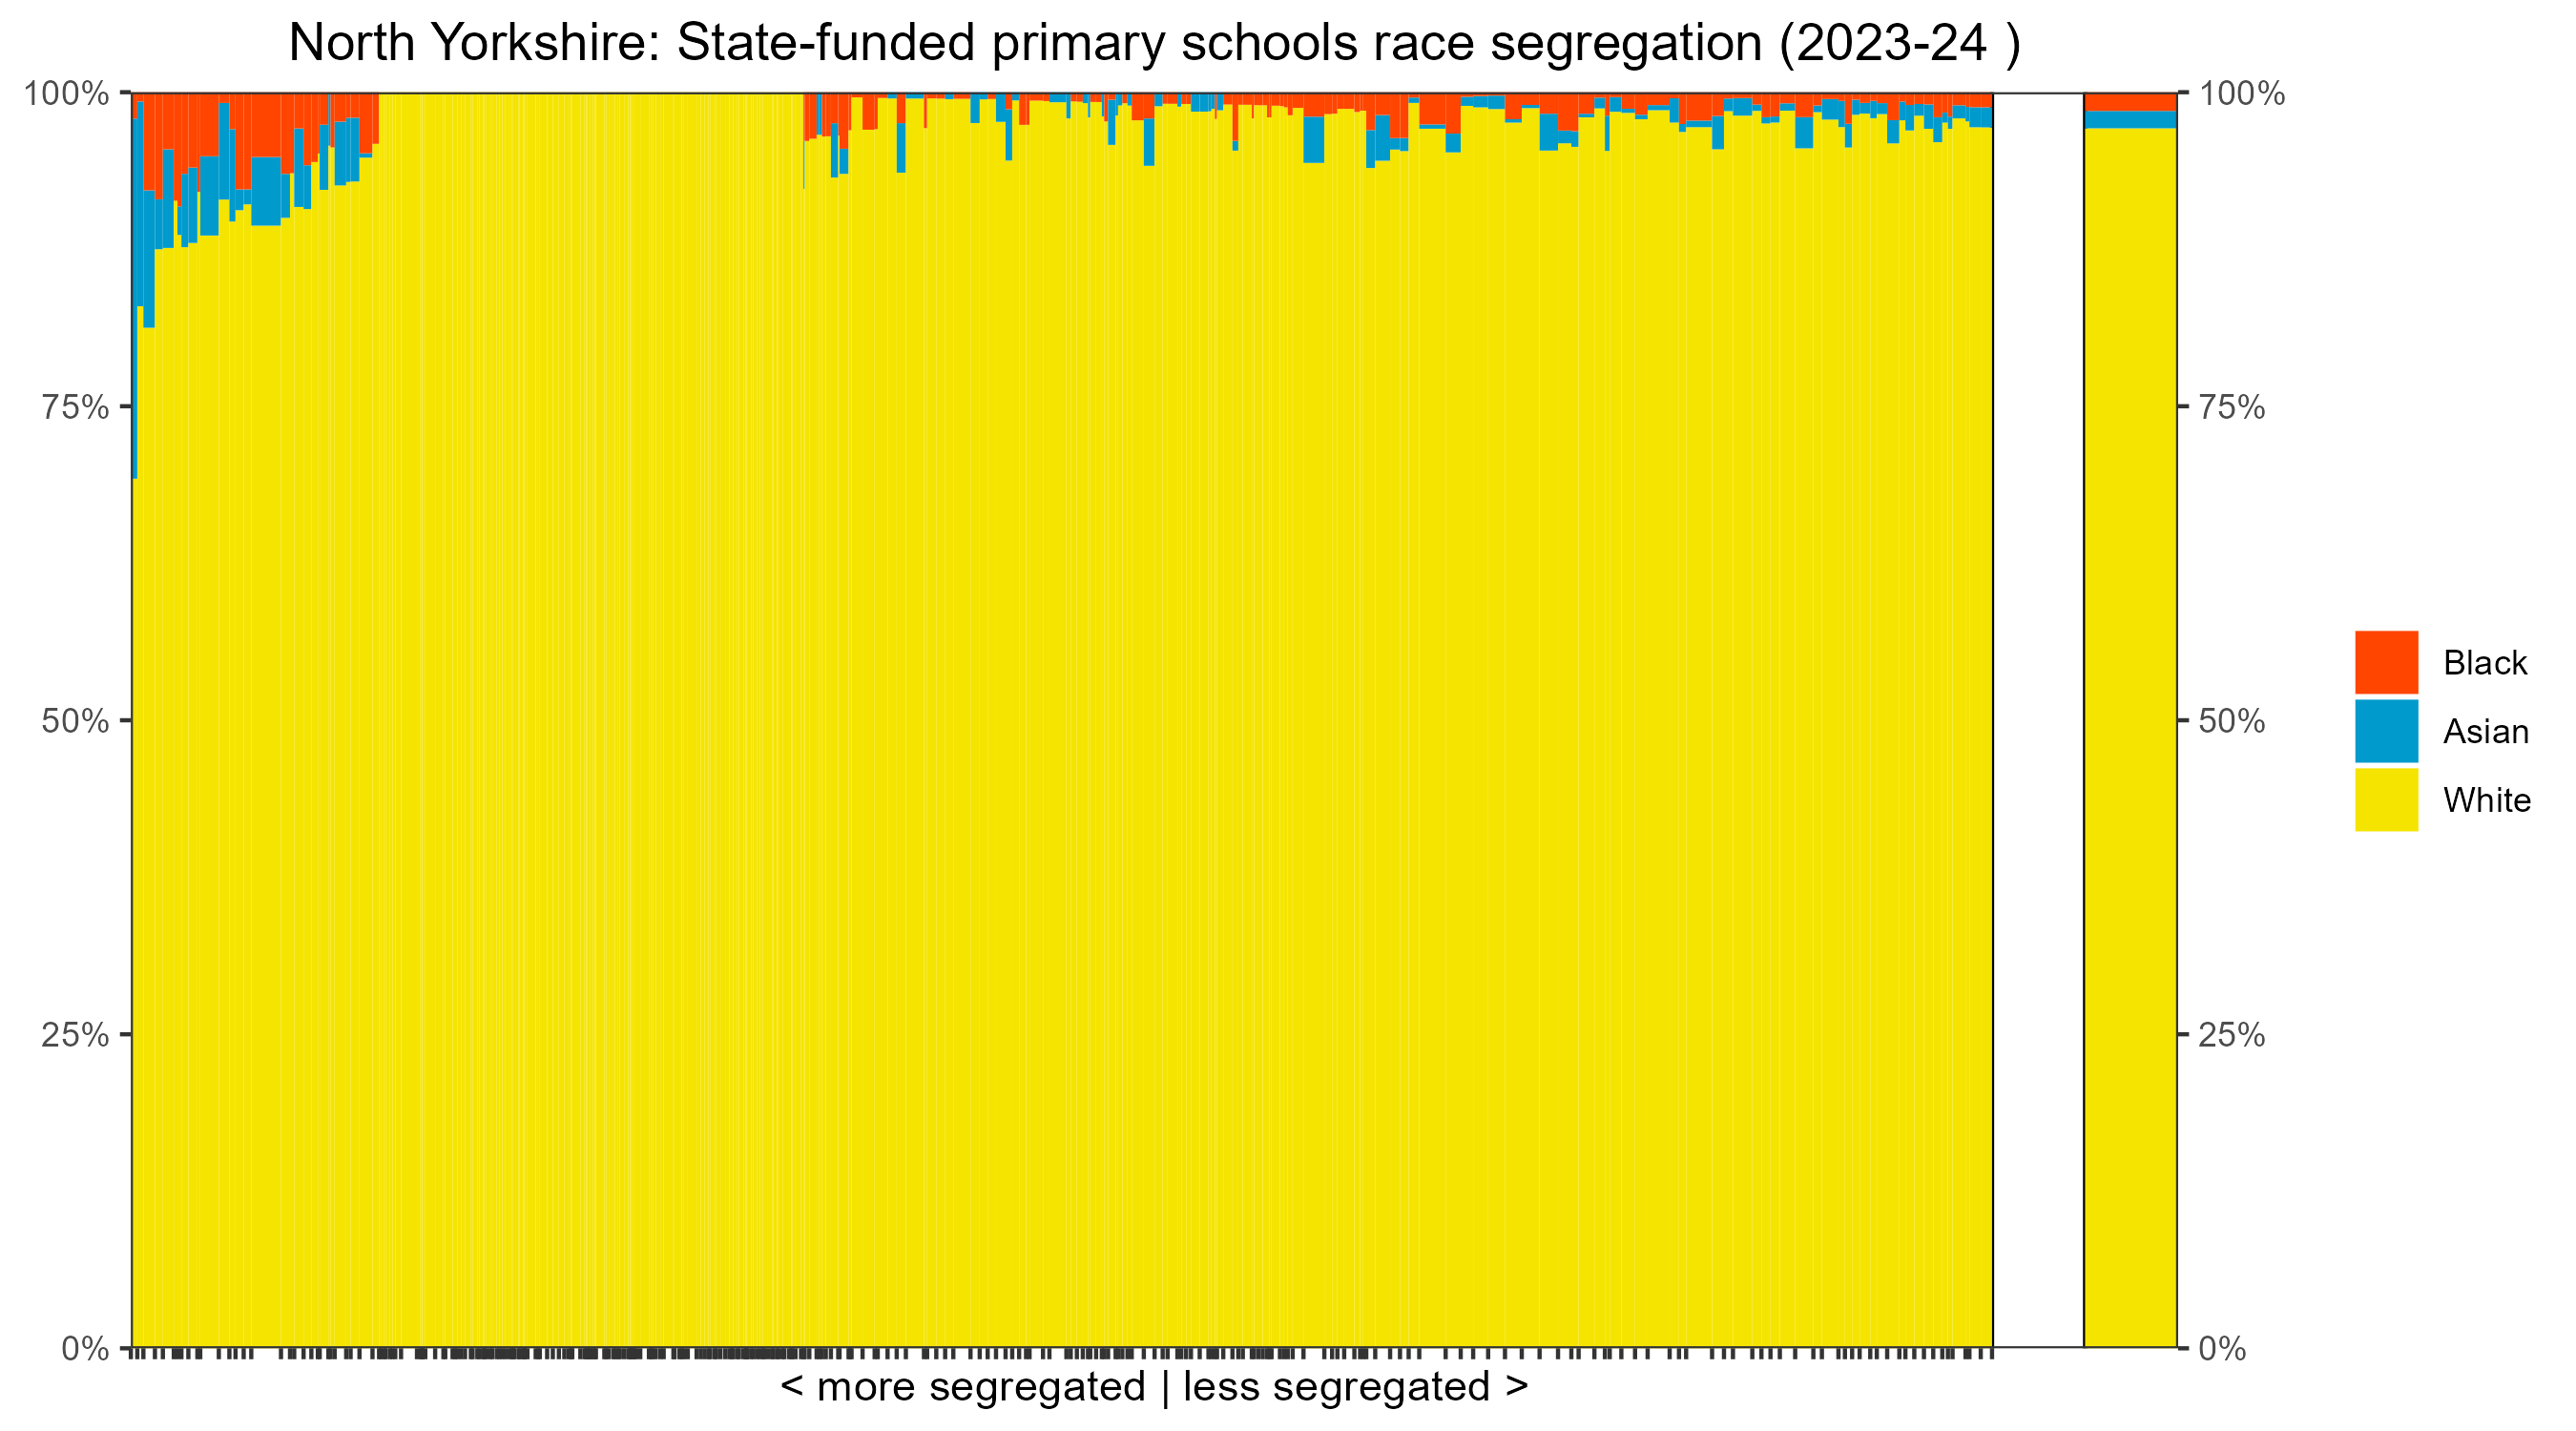 North Yorkshire: State-funded primary schools race segregation (2023-24 )
100%
75%
50%
25%
0%
100%
75%
50%
25%
0%
Black
Asian
White
< more segregated | less segregated >